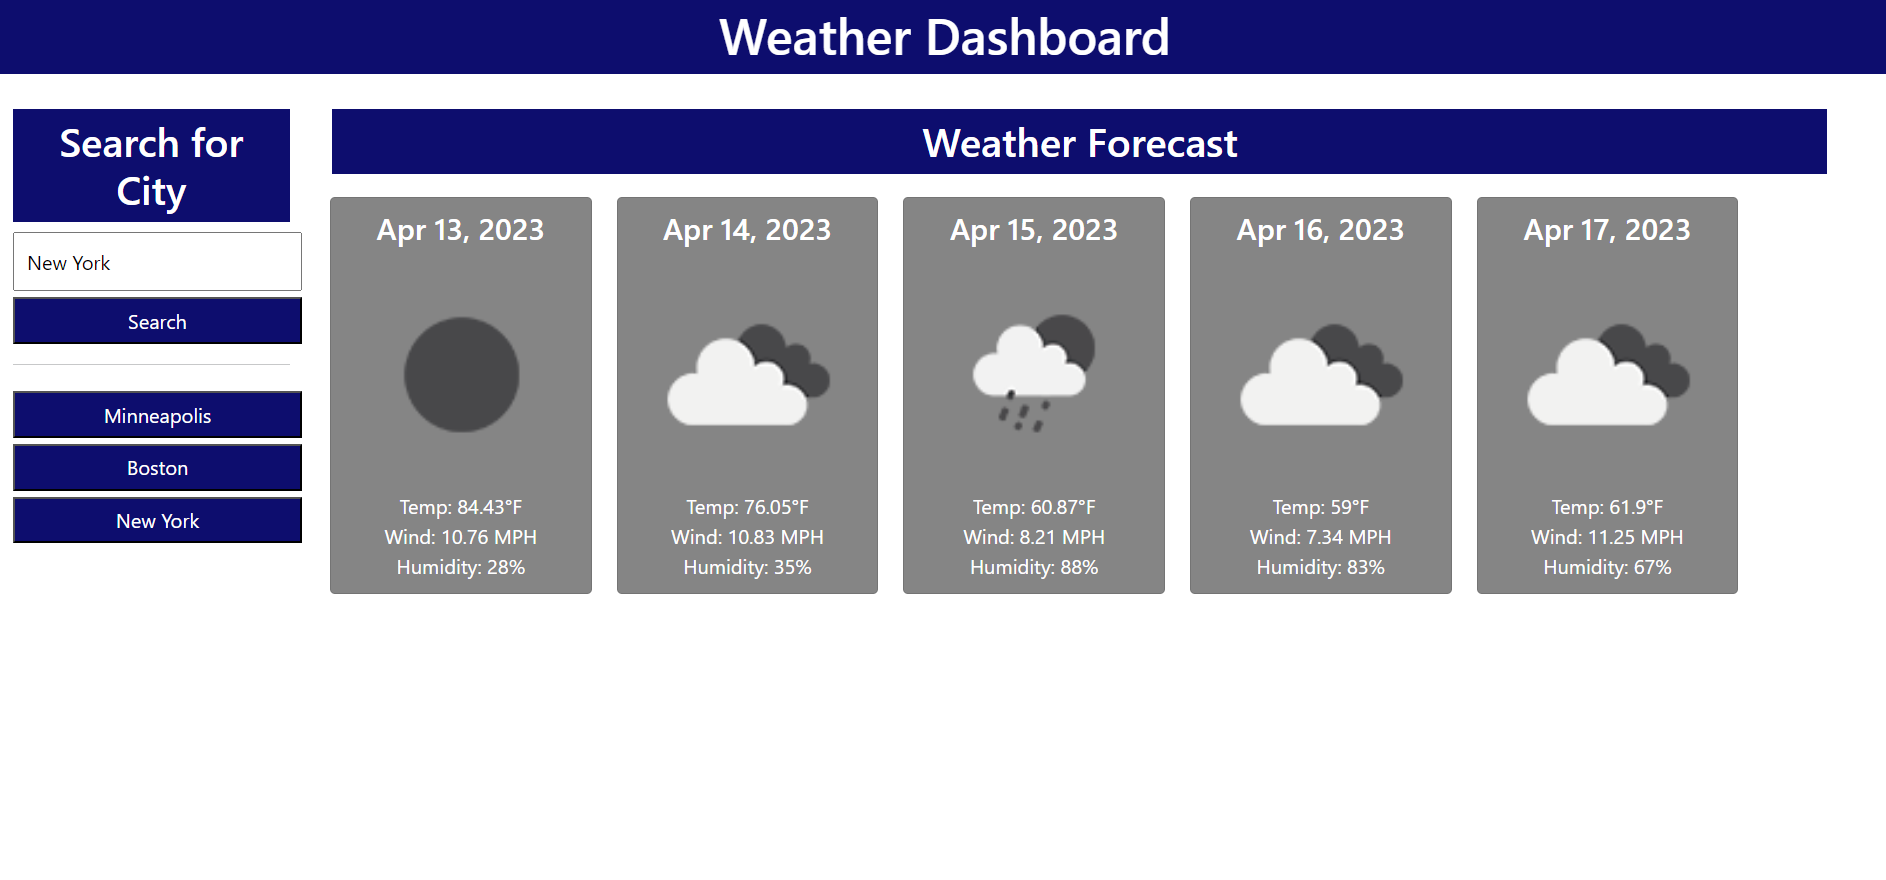 Weather Dashboard
Search for
City
New York
Search
Minneapolis
Boston
New York
Weather Forecast
Apr 13, 2023
Temp: 84.43°F
Wind: 10.76 MPH
Humidity: 28%
Apr 14, 2023
Temp: 76.05°F
Wind: 10.83 MPH
Humidity: 35%
Apr 15, 2023
Temp: 60.87°F
Wind: 8.21 MPH
Humidity: 88%
Apr 16, 2023
Temp: 59°F
Wind: 7.34 MPH
Humidity: 83%
Apr 17, 2023
Temp: 61.9°F
Wind: 11.25 MPH
Humidity: 67%